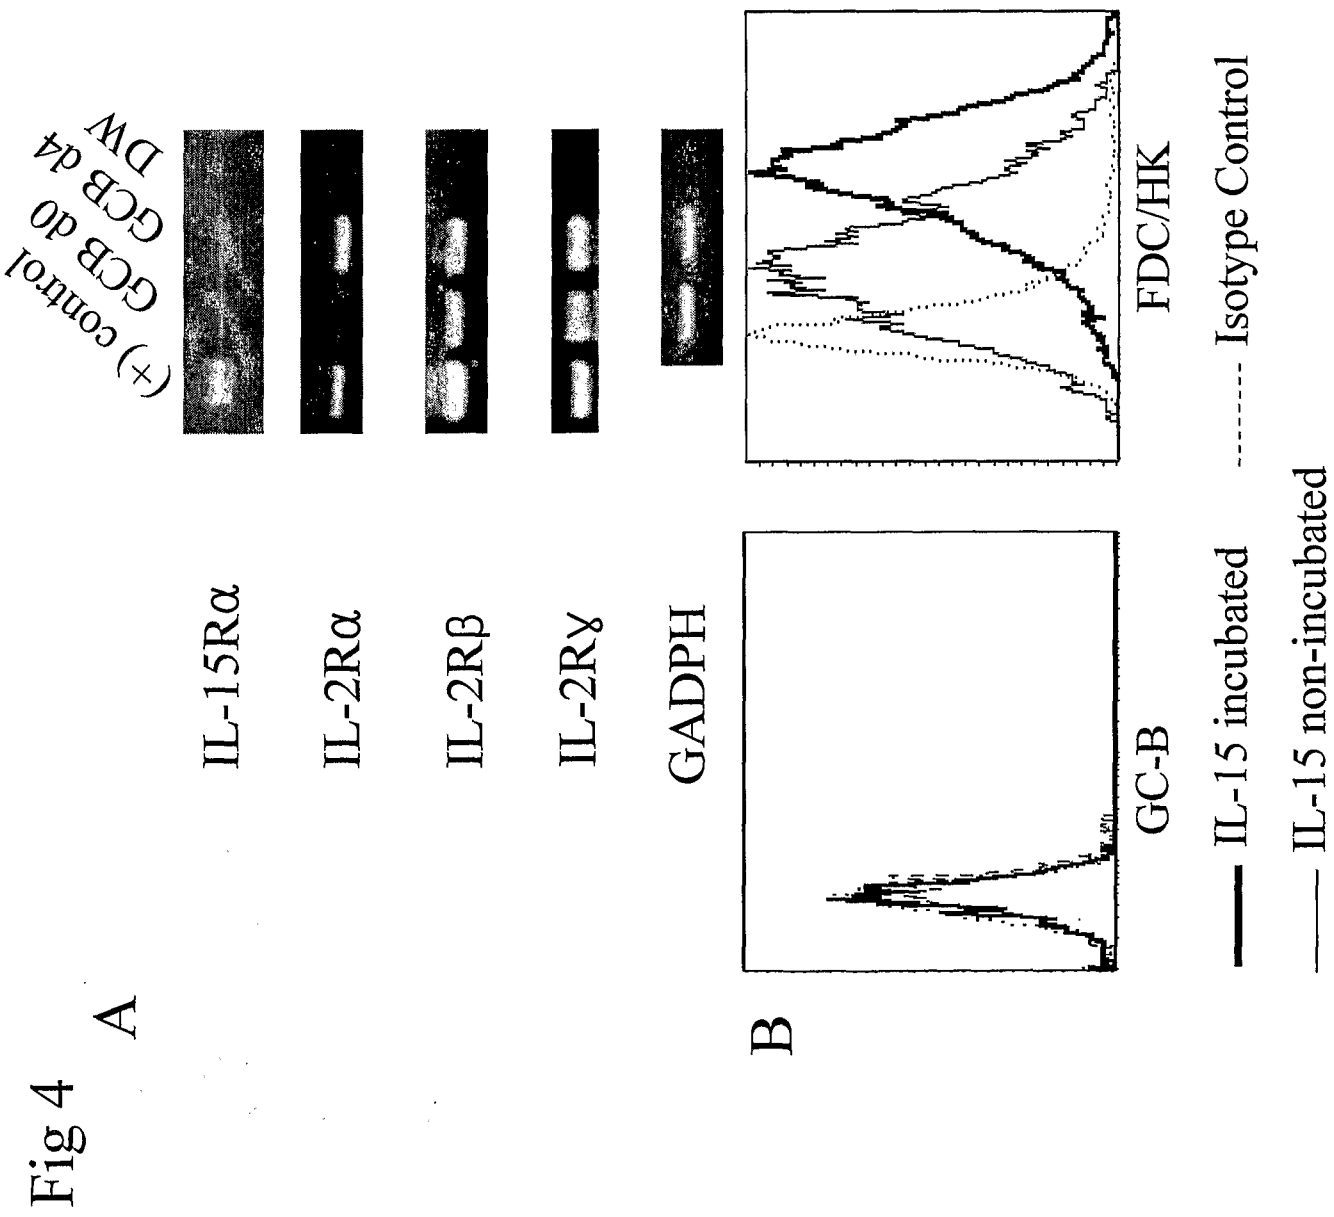 Fig 4
A
(+) control
GCB d0
GCB d4
DW
IL-15Rα
IL-2Rα
IL-2Rβ
IL-2Rγ
GADPH
B
GC-B
FDC/HK
IL-15 incubated
Isotype Control
IL-15 non-incubated